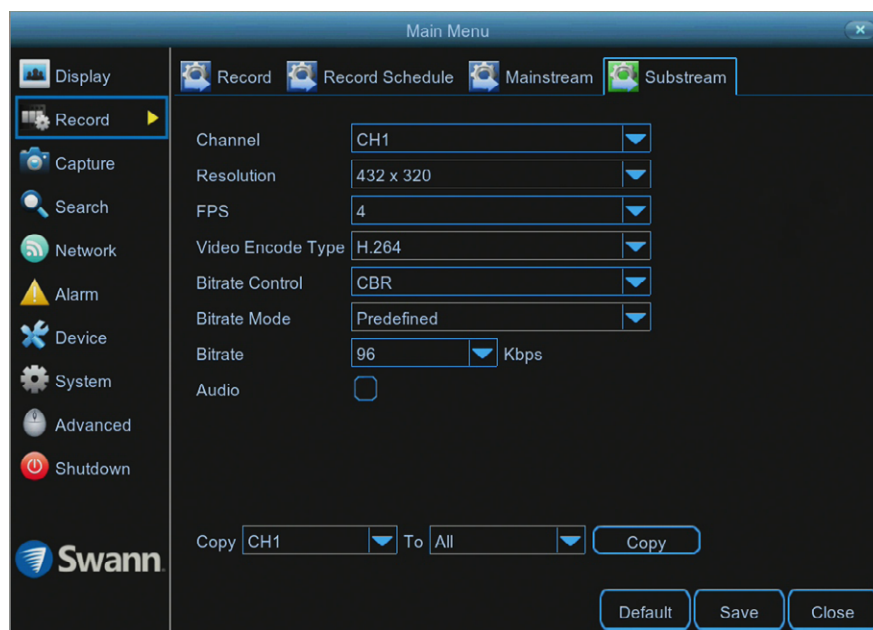 Main Menu
Display
Record
Capture
Search
Network
Alarm
Device
System
Advanced
Shutdown
Swann
Record Record Schedule Mainstream Substream
Channel CH1
Resolution 432 x 320
FPS 4
Video Encode Type H.264
Bitrate Control CBR
Bitrate Mode Predefined
Bitrate 96 Kbps
Audio
Copy CH1 To All Copy
Default Save Close